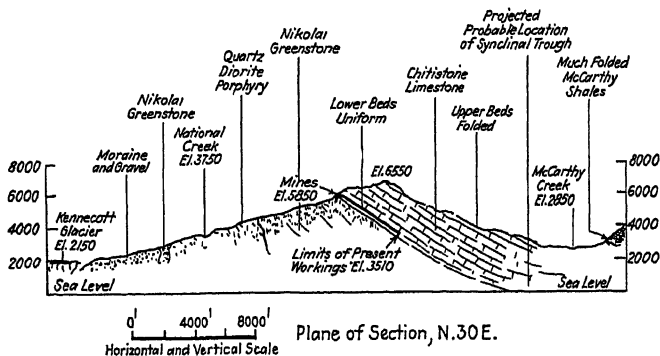 Projected
Probable Location
of Synclinal Trough
Nikolai
Greenstone
Quartz
Diorite
Porphyry
Much Folded
McCarthy
Shales
Chitistone
Limestone
Nikolai
Greenstone
Lower Beds
Uniform
Upper Beds
Folded
National
Creek
El.3750
Moraine
and Gravel
8000
6000
4000
2000
Kennecott
Glacier
El.2150
Mines
El.5850
El.6550
McCarthy
Creek
El.2850
8000
6000
4000
2000
Limits of Present
Workings El.3510
Sea Level
Sea Level
0' 4000' 8000'
Horizontal and Vertical Scale
Plane of Section, N.30E.